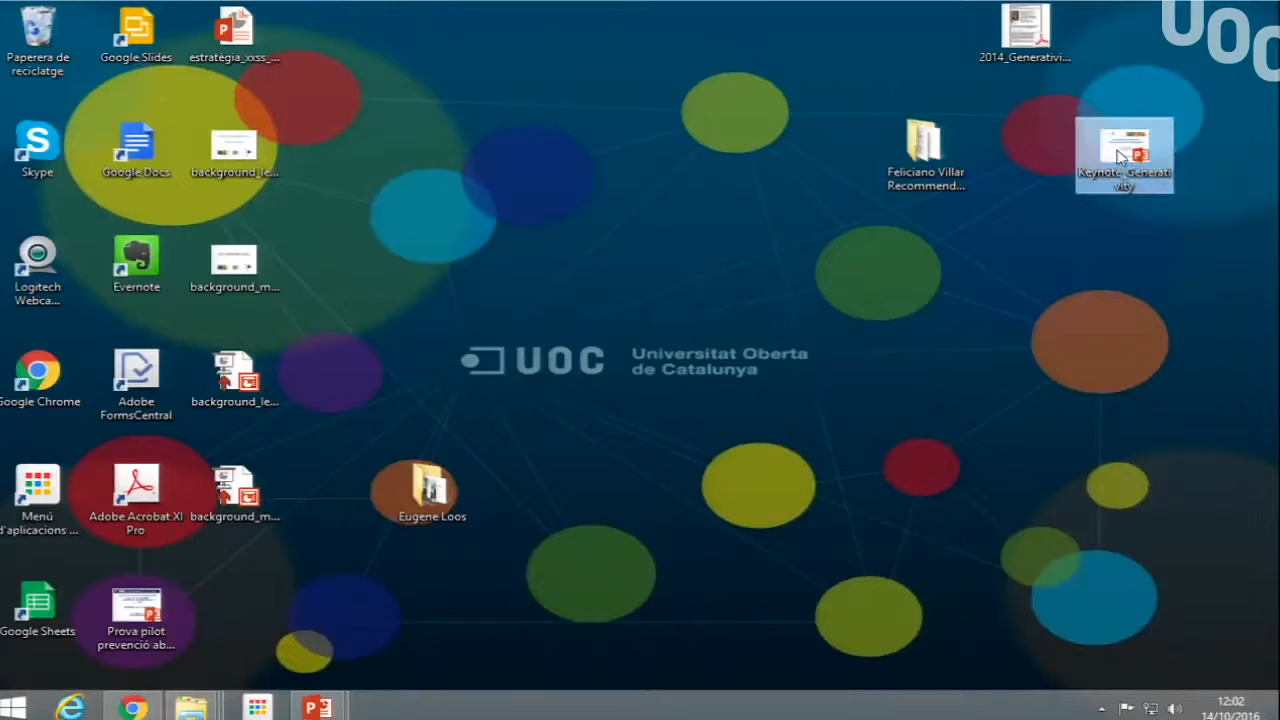 UOC
Paperera de
reciclatge
Google Slides
estratègia_xxss_...
2014_Generativi...
Skype
Google Docs
background_le...
Feliciano Villar
Recommend...
Keynote_Generati
vity
Logitech
Webca...
Evernote
background_m...
UOC
Universitat Oberta
de Catalunya
Google Chrome
Adobe
FormsCentral
background_le...
Menú
d'aplicacions ...
Adobe Acrobat XI
Pro
background_m...
Eugene Loos
Google Sheets
Prova pilot
prevenció ab...
12:02
14/10/2016